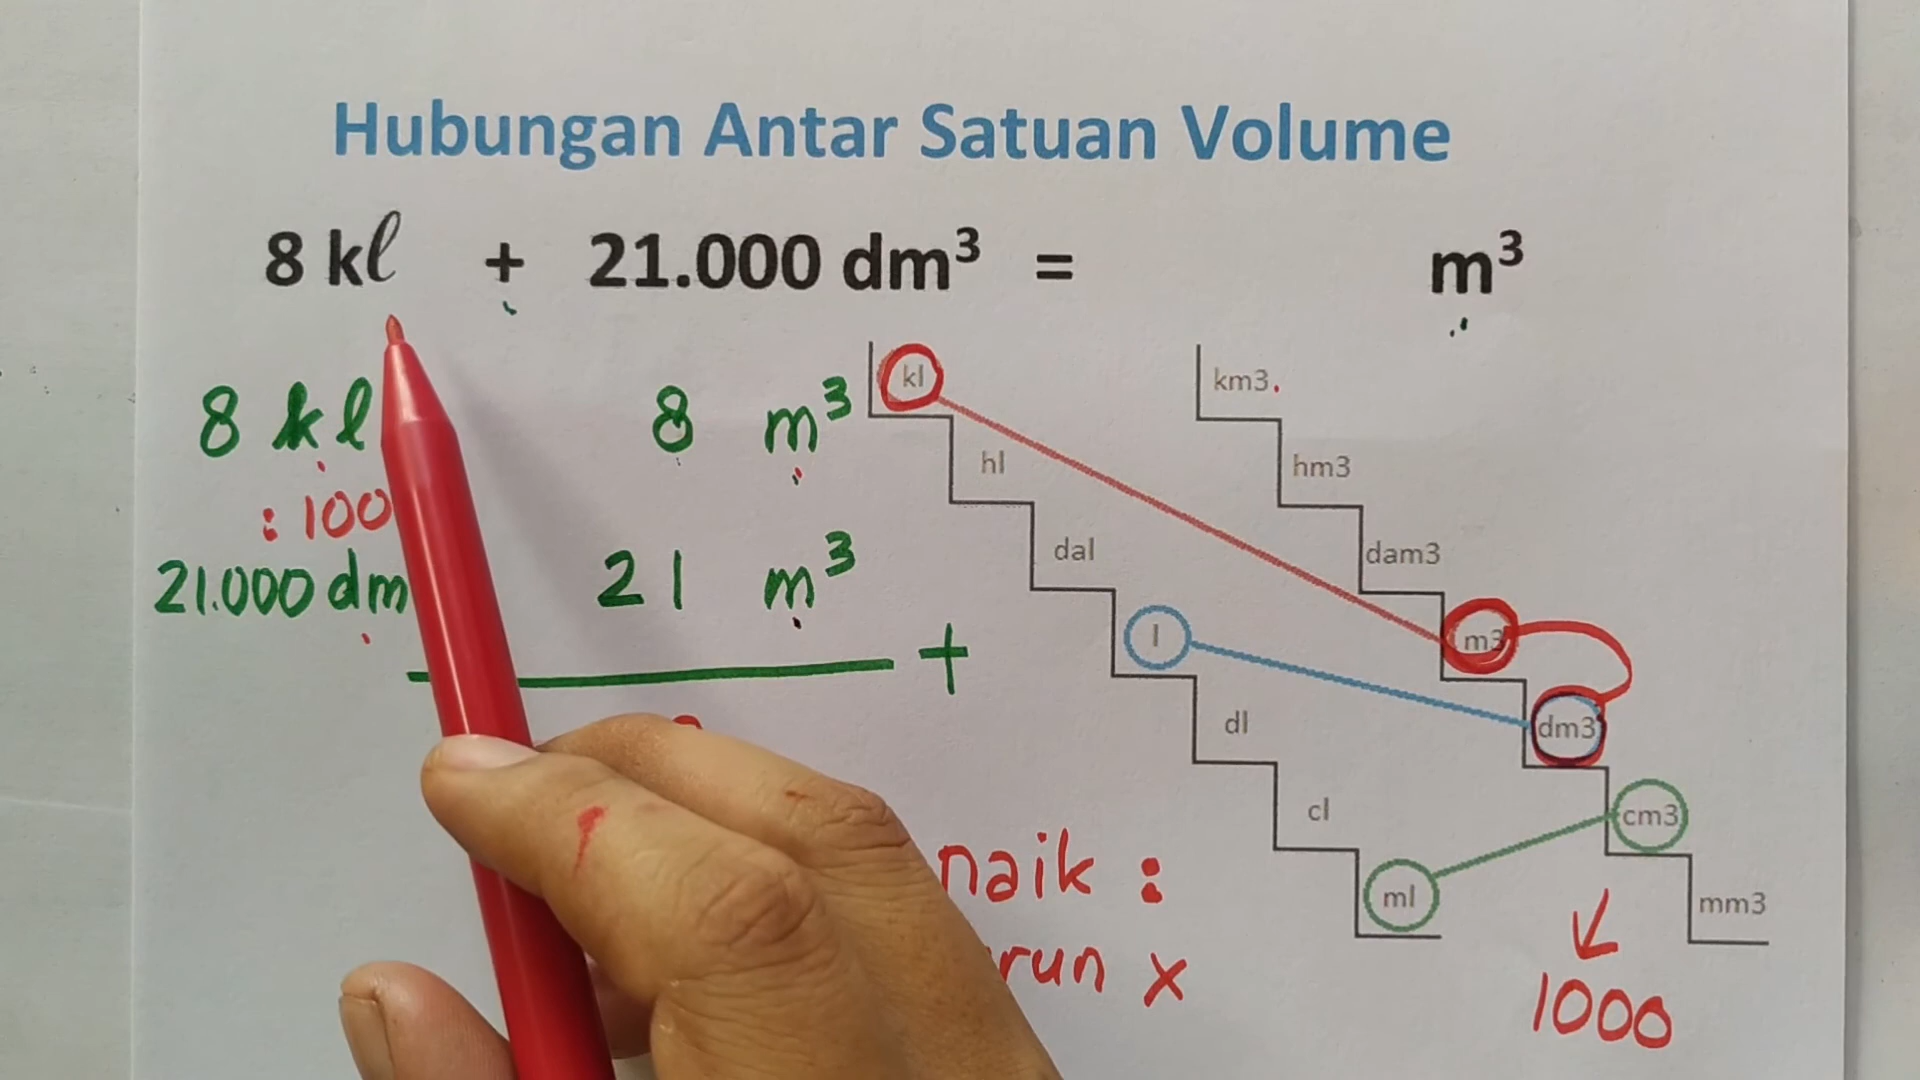 Hubungan Antar Satuan Volume
8 kl + 21.000 dm³ = m³
8 kl 8 m³
: 100
21.000 dm 21 m³
+
kl
hl
dal
l
dl
cl
ml
km3
hm3
dam3
m3
dm3
cm3
mm3
naik :
run x
1000